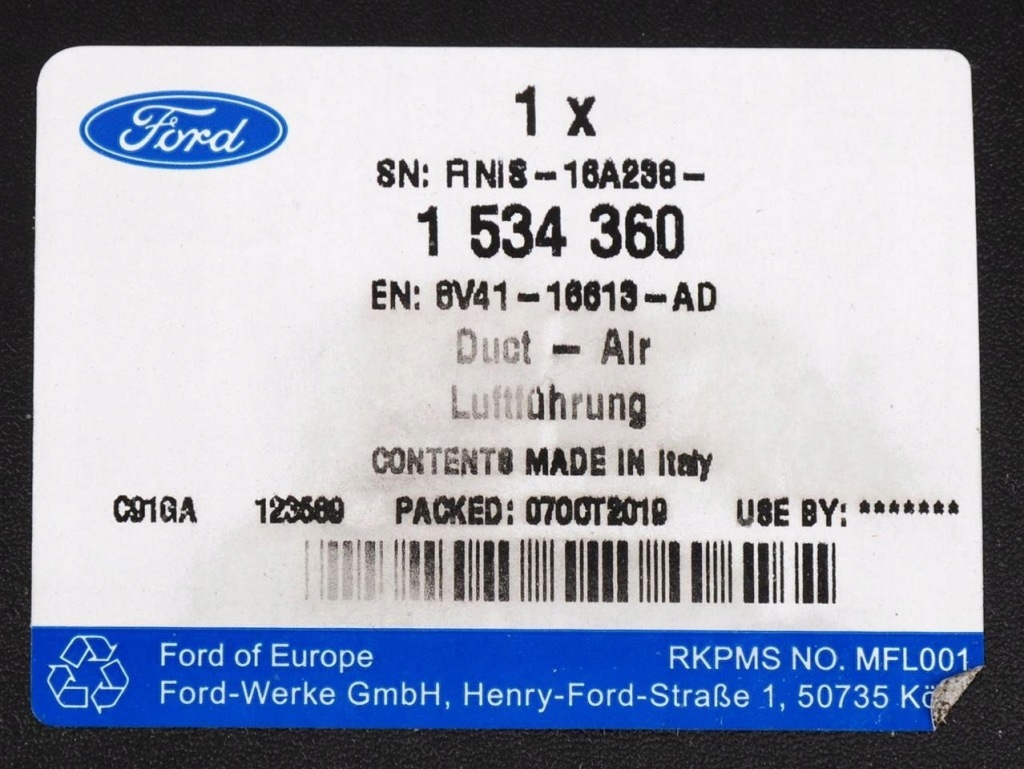 Ford
1 x
SN: FINIS-16A238-
1 534 360
EN: 8V41-16613-AD
Duct - Air
Luftführung
CONTENTS MADE IN Italy
C91GA 123569 PACKED: 07OCT2019 USE BY: *******
Ford of Europe RKPMS NO. MFL001
Ford-Werke GmbH, Henry-Ford-Straße 1, 50735 Kö